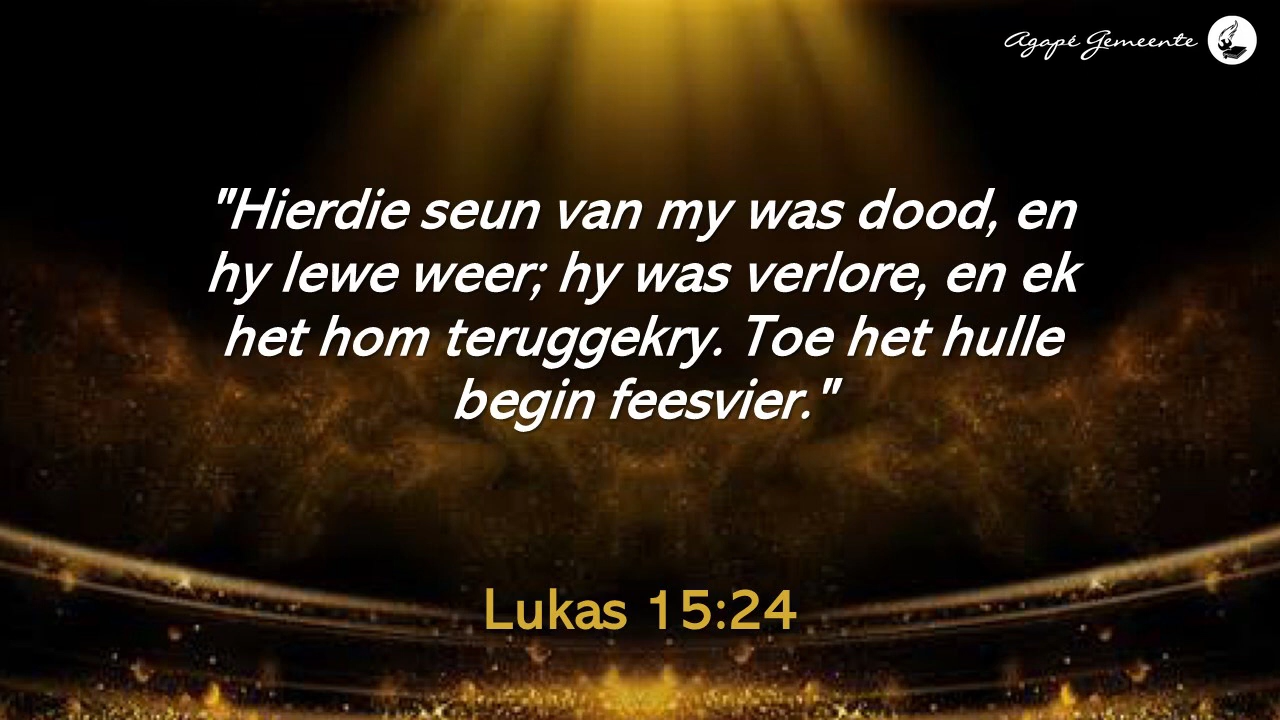 Agapé Gemeente
"Hierdie seun van my was dood, en
hy lewe weer; hy was verlore, en ek
het hom teruggekry. Toe het hulle
begin feesvier."
Lukas 15:24